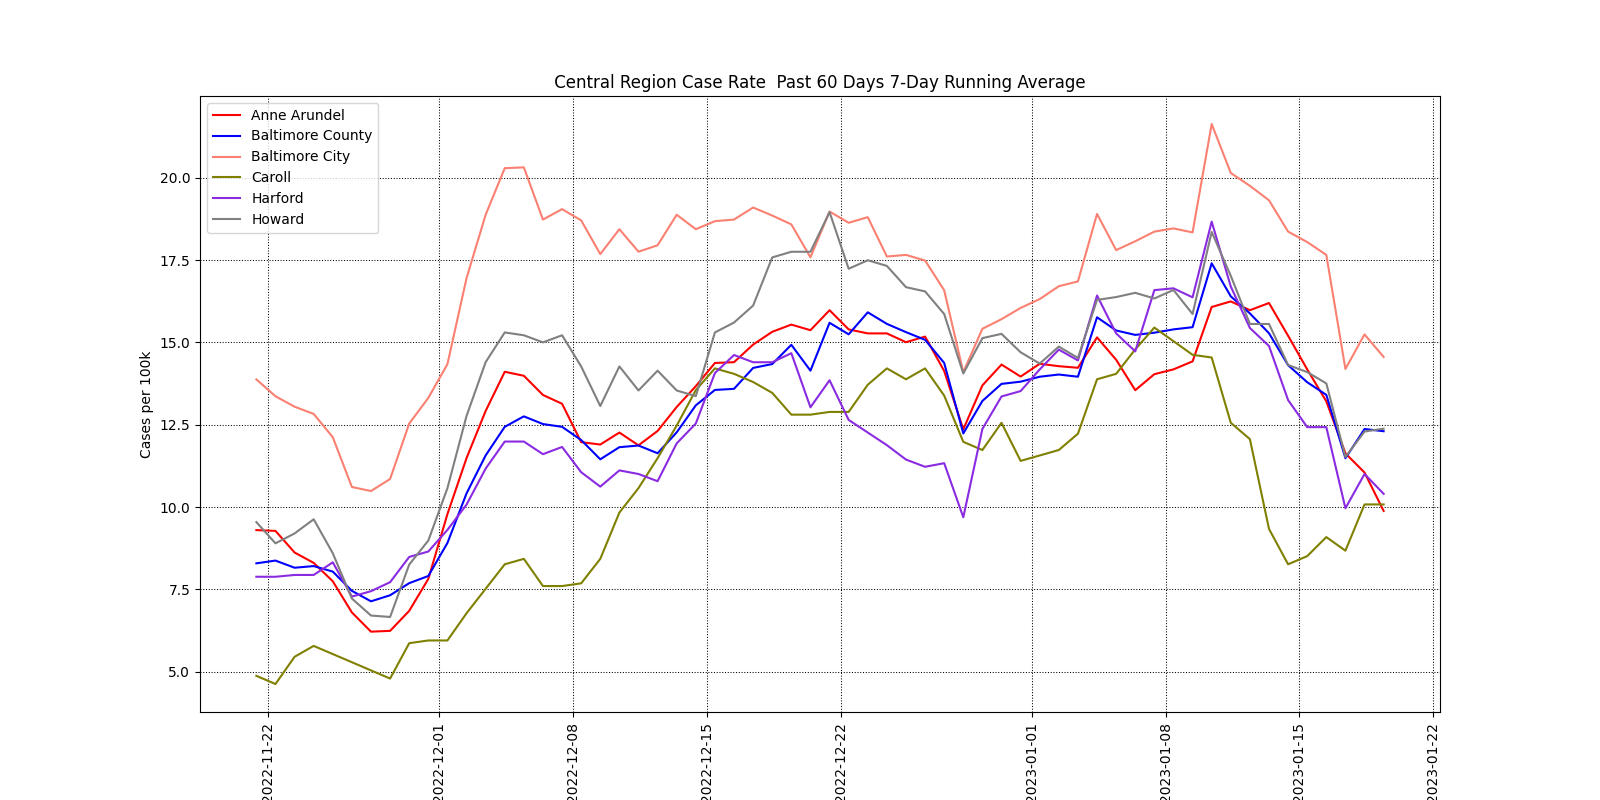 Central Region Case Rate  Past 60 Days 7-Day Running Average
Anne Arundel
Baltimore County
Baltimore City
Caroll
Harford
Howard
Cases per 100k
20.0
17.5
15.0
12.5
10.0
7.5
5.0
2022-11-22
2022-12-01
2022-12-08
2022-12-15
2022-12-22
2023-01-01
2023-01-08
2023-01-15
2023-01-22